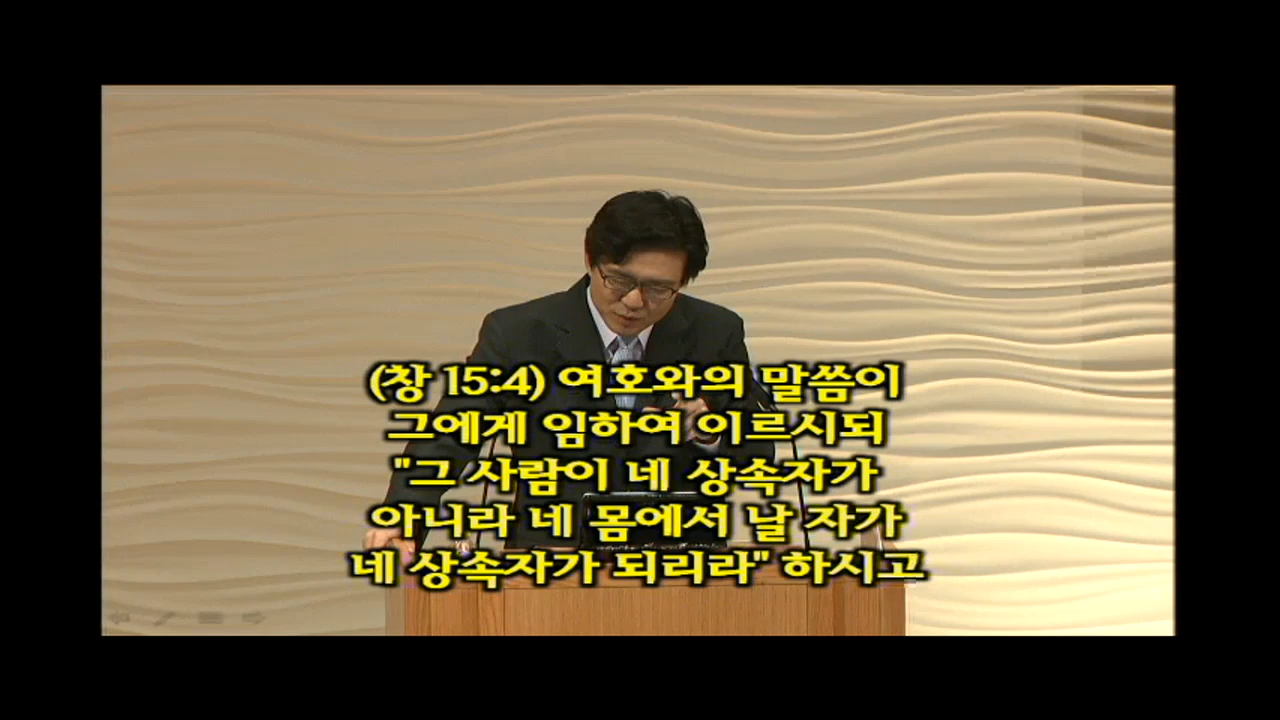 (창 15:4) 여호와의 말씀이
그에게 임하여 이르시되
"그 사람이 네 상속자가
아니라 네 몸에서 날 자가
네 상속자가 되리라" 하시고